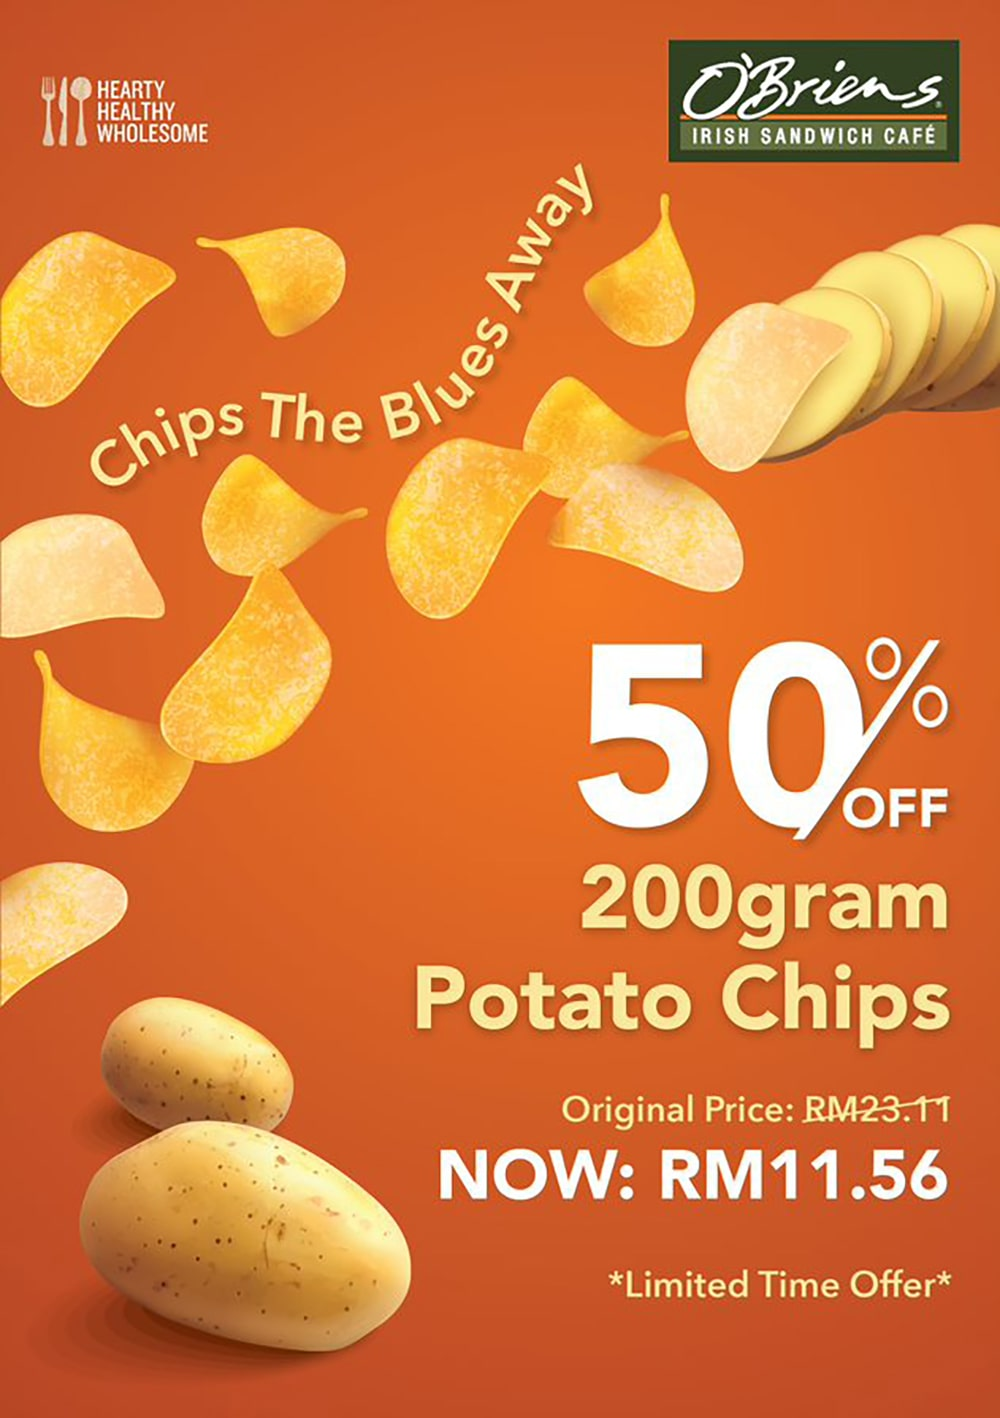 HEARTY
HEALTHY
WHOLESOME
O'Briens®
IRISH SANDWICH CAFÉ
Chips The Blues Away
50%
OFF
200gram
Potato Chips
Original Price: RM23.11
NOW: RM11.56
*Limited Time Offer*